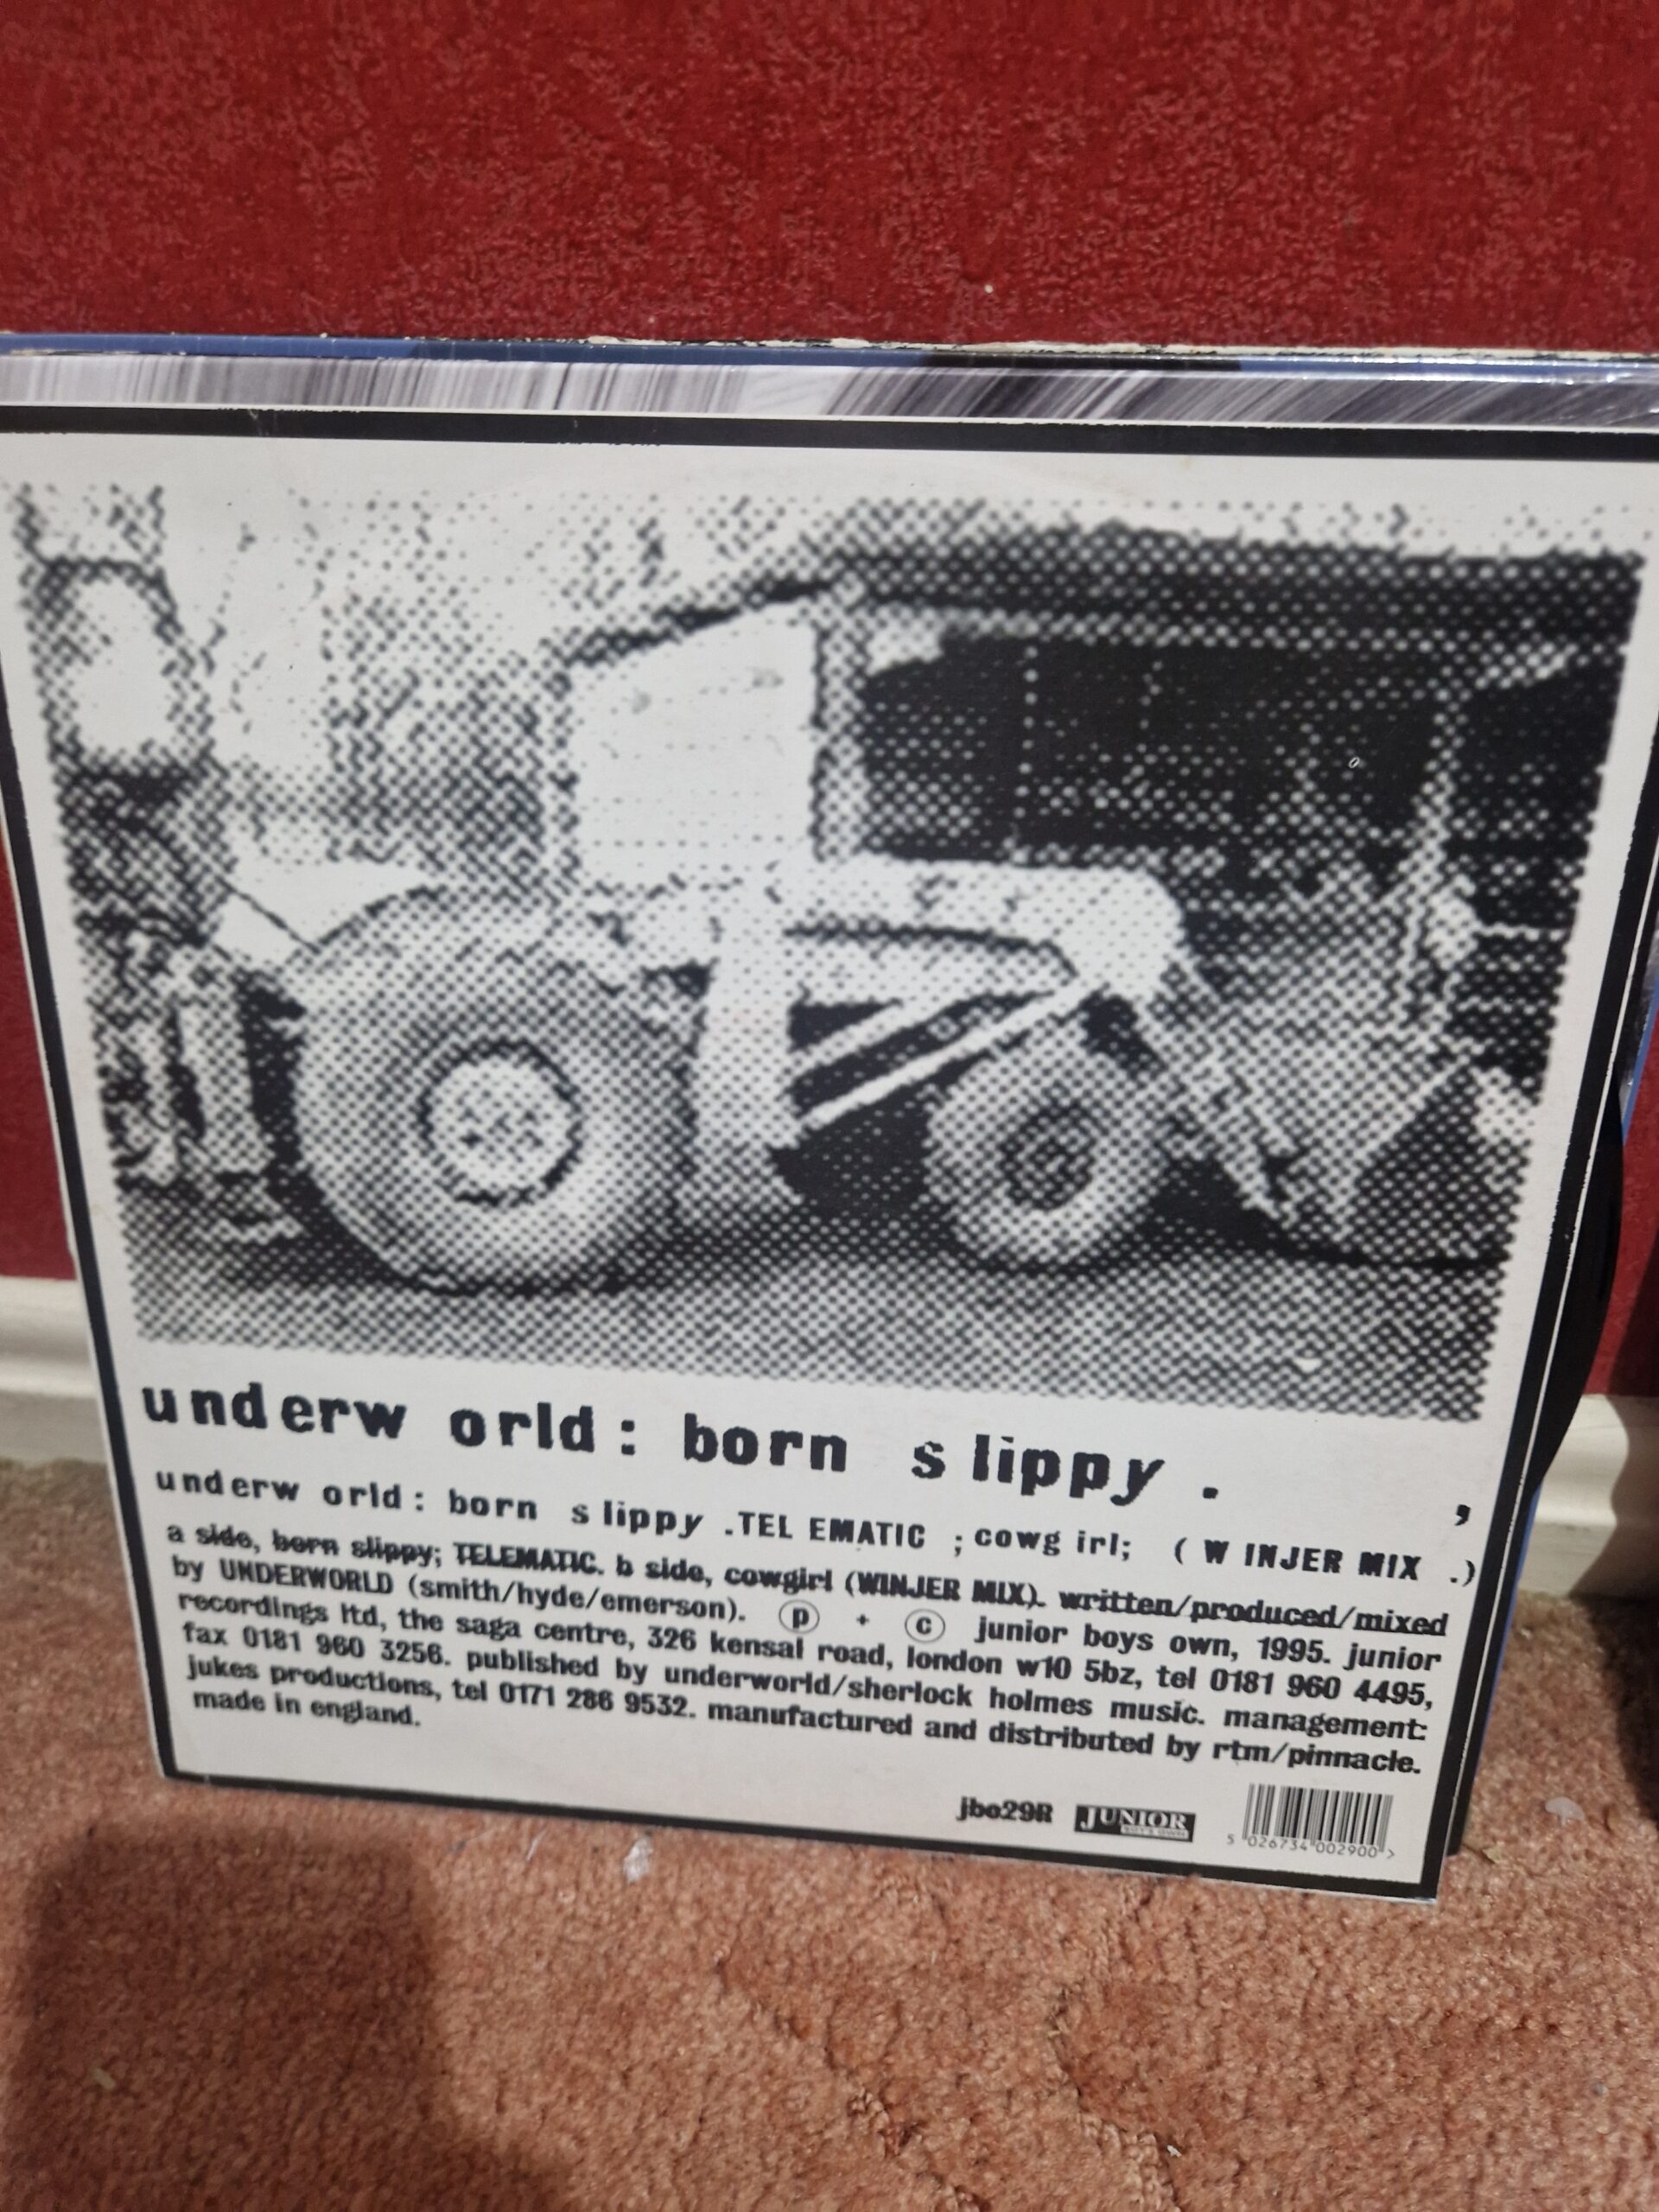 underw orld: born s lippy .
,
underw orld: born s lippy .TEL EMATIC ; cowg irl; ( W INJER MIX .)
a side, born slippy; TELEMATIC. b side, cowgirl (WINJER MIX). written/produced/mixed
by UNDERWORLD (smith/hyde/emerson). p + c junior boys own, 1995. junior
recordings ltd, the saga centre, 326 kensal road, london w10 5bz, tel 0181 960 4495,
fax 0181 960 3256. published by underworld/sherlock holmes music. management:
jukes productions, tel 0171 286 9532. manufactured and distributed by rtm/pinnacle.
made in england.
jbo29R JUNIOR BOY'S OWN
5 026734 002900 >